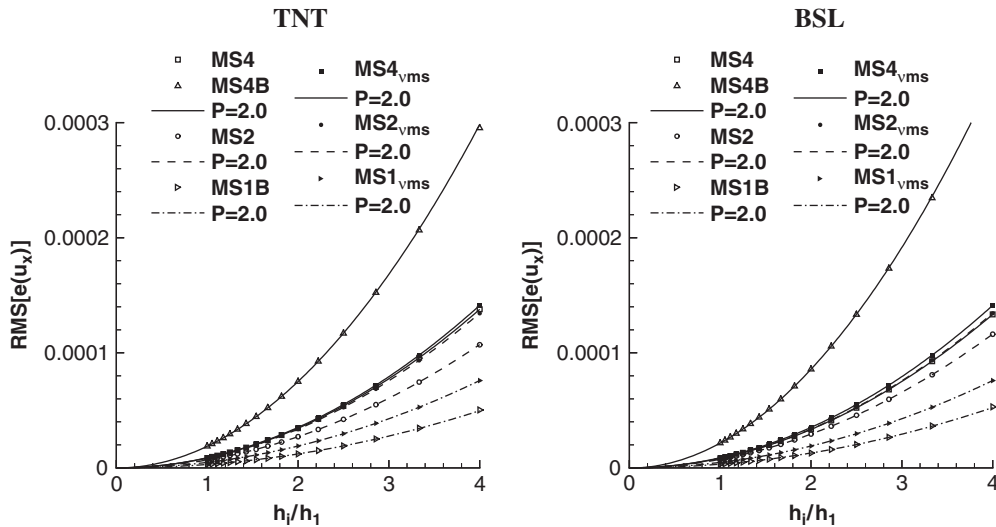 TNT
MS4
MS4B
P=2.0
MS2
P=2.0
MS1B
P=2.0
MS4νms
P=2.0
MS2νms
P=2.0
MS1νms
P=2.0
RMS[e(ux)]
0.0003
0.0002
0.0001
0
0 1 2 3 4
hi/h1
BSL
MS4
MS4B
P=2.0
MS2
P=2.0
MS1B
P=2.0
MS4νms
P=2.0
MS2νms
P=2.0
MS1νms
P=2.0
RMS[e(ux)]
0.0003
0.0002
0.0001
0
0 1 2 3 4
hi/h1